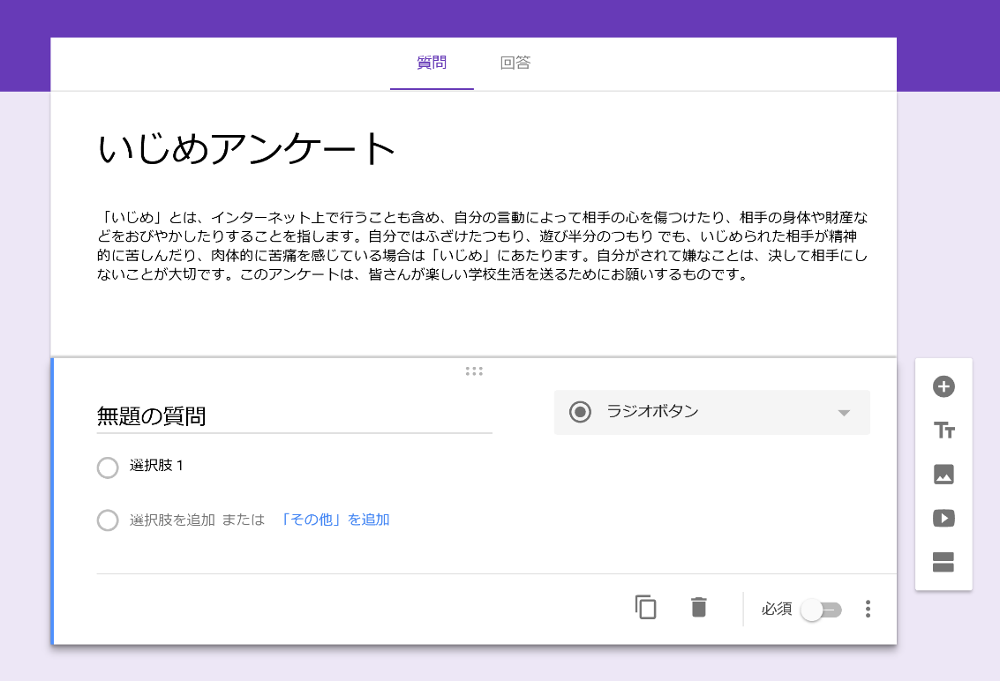 質問 回答
いじめアンケート
「いじめ」とは、インターネット上で行うことも含め、自分の言動によって相手の心を傷つけたり、相手の身体や財産な
どをおびやかしたりすることを指します。自分ではふざけたつもり、遊び半分のつもり でも、いじめられた相手が精神
的に苦しんだり、肉体的に苦痛を感じている場合は「いじめ」にあたります。自分がされて嫌なことは、決して相手にし
ないことが大切です。このアンケートは、皆さんが楽しい学校生活を送るためにお願いするものです。
無題の質問 ラジオボタン
選択肢 1
選択肢を追加 または 「その他」を追加
必須